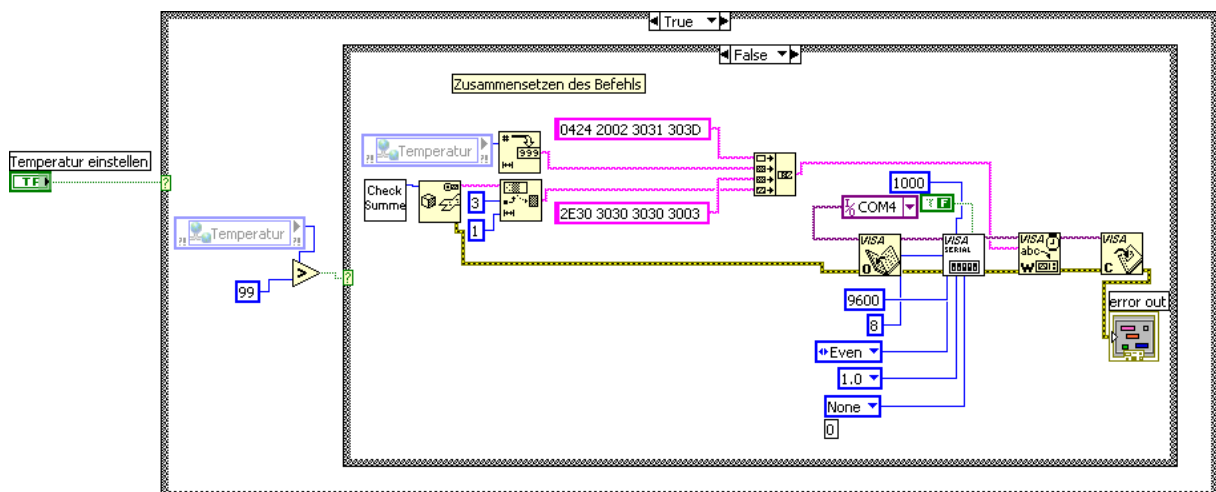 True
False
Zusammensetzen des Befehls
Temperatur einstellen
TF
Temperatur
#
999
0424 2002 3031 303D
Check
Summe
3
1
2E30 3030 3030 3003
Temperatur
99
>
1000
I/O COM4
T F
VISA
O
VISA
SERIAL
VISA
abc
W
VISA
C
9600
8
Even
1.0
None
0
error out